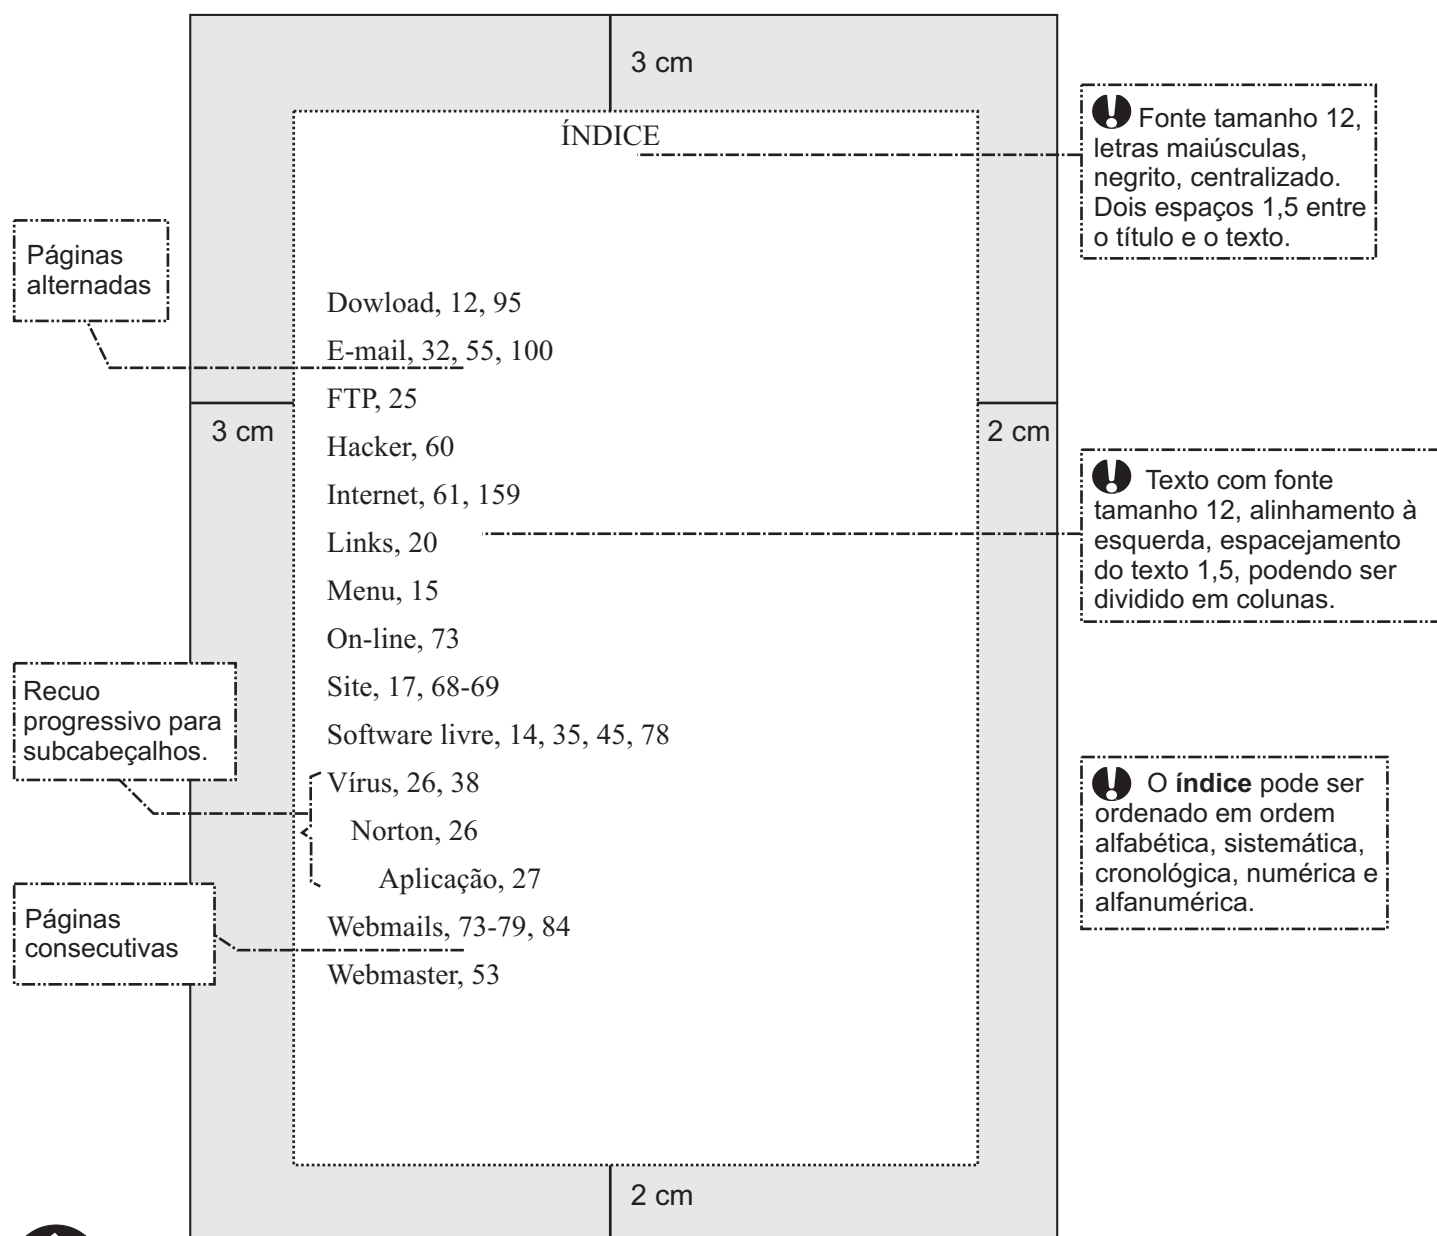 3 cm
ÍNDICE
Fonte tamanho 12,
letras maiúsculas,
negrito, centralizado.
Dois espaços 1,5 entre
o título e o texto.
Páginas
alternadas
Dowload, 12, 95
E-mail, 32, 55, 100
FTP, 25
3 cm
2 cm
Hacker, 60
Internet, 61, 159
Links, 20
Texto com fonte
tamanho 12, alinhamento à
esquerda, espacejamento
do texto 1,5, podendo ser
dividido em colunas.
Menu, 15
On-line, 73
Site, 17, 68-69
Recuo
progressivo para
subcabeçalhos.
Software livre, 14, 35, 45, 78
Vírus, 26, 38
Norton, 26
Aplicação, 27
O índice pode ser
ordenado em ordem
alfabética, sistemática,
cronológica, numérica e
alfanumérica.
Páginas
consecutivas
Webmails, 73-79, 84
Webmaster, 53
2 cm